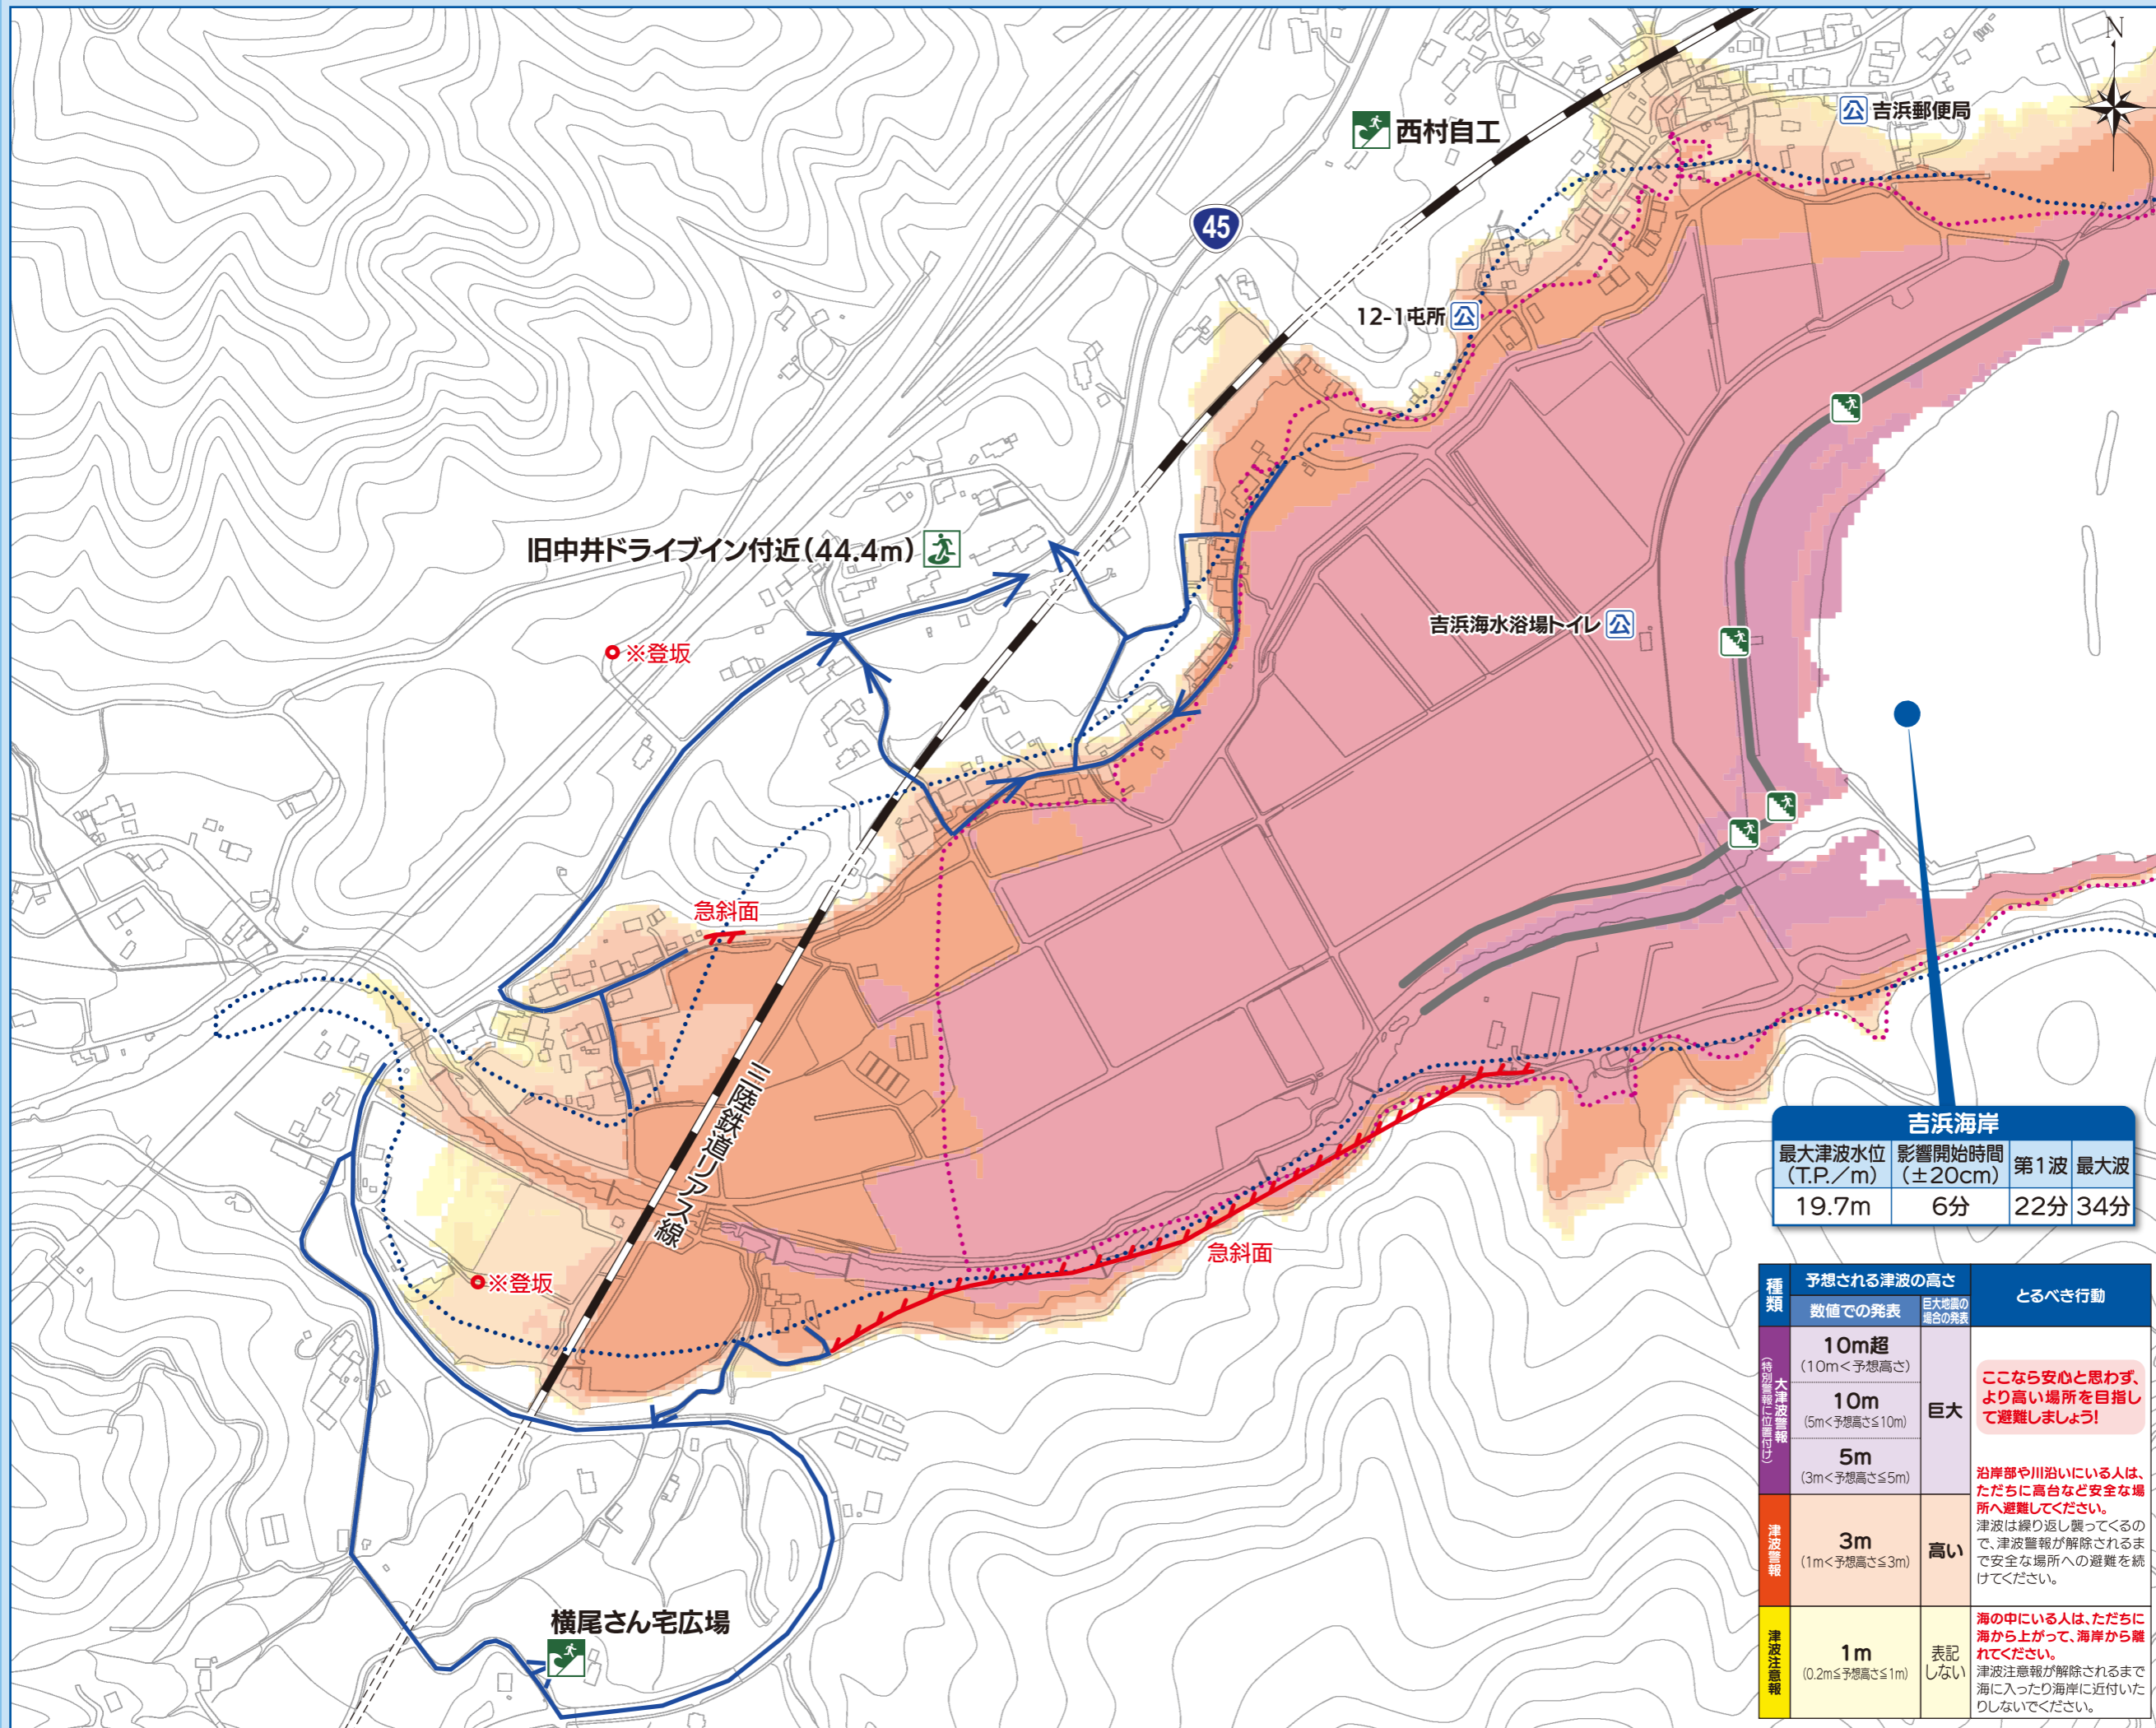 N
公 吉浜郵便局
西村自工
45
12-1屯所 公
旧中井ドライブイン付近(44.4m)
※登坂
吉浜海水浴場トイレ 公
急斜面
三陸鉄道リアス線
急斜面
※登坂
横尾さん宅広場
吉浜海岸
最大津波水位
(T.P./m)
影響開始時間
(±20cm)
第1波
最大波
19.7m
6分
22分
34分
種類
予想される津波の高さ
とるべき行動
数値での発表
巨大地震の
場合の発表
大津波警報
(特別警報に位置付け)
10m超
(10m<予想高さ)
10m
(5m<予想高さ≦10m)
5m
(3m<予想高さ≦5m)
巨大
ここなら安心と思わず、
より高い場所を目指し
て避難しましょう!
沿岸部や川沿いにいる人は、
ただちに高台など安全な場
所へ避難してください。
津波は繰り返し襲ってくるの
で、津波警報が解除されるま
で安全な場所への避難を続
けてください。
津波警報
3m
(1m<予想高さ≦3m)
高い
津波注意報
1m
(0.2m≦予想高さ≦1m)
表記
しない
海の中にいる人は、ただちに
海から上がって、海岸から離
れてください。
津波注意報が解除されるまで
海に入ったり海岸に近付いた
りしないでください。